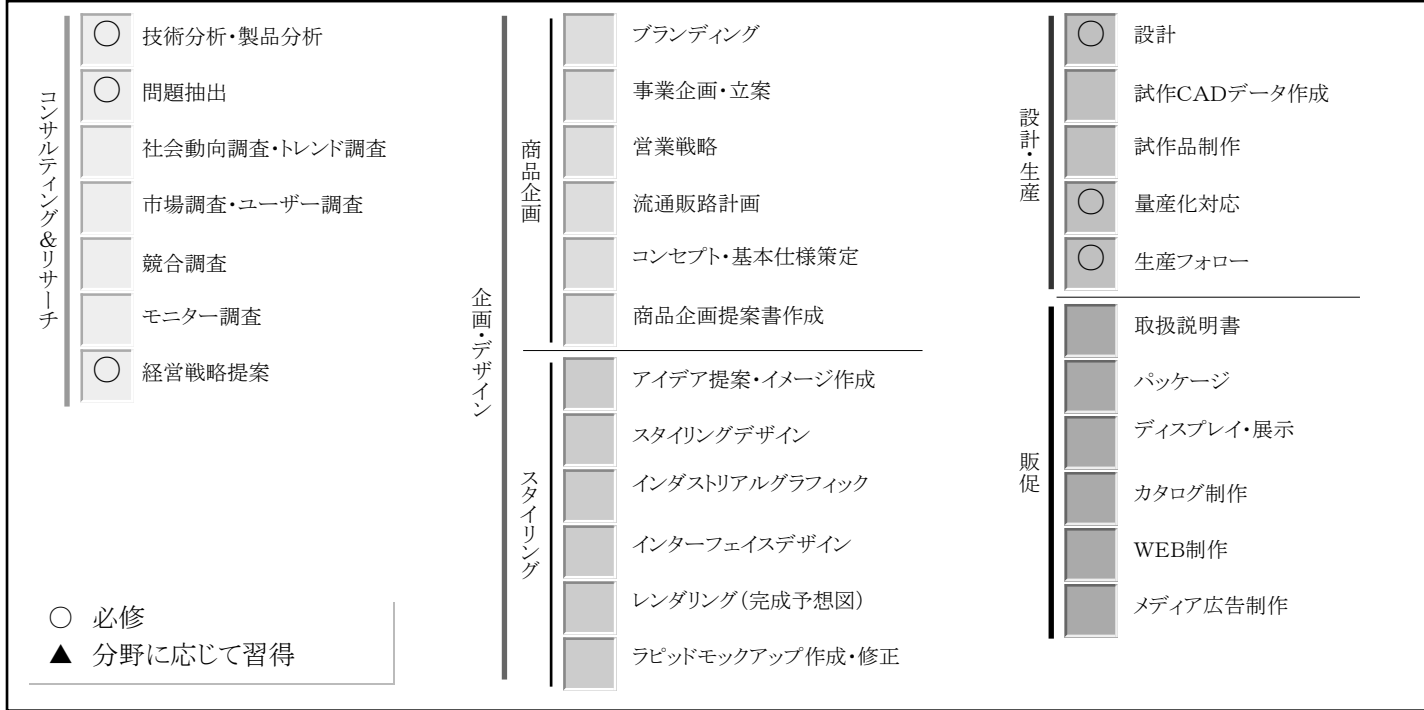 コンサルティング&リサーチ
○ 技術分析・製品分析
○ 問題抽出
社会動向調査・トレンド調査
市場調査・ユーザー調査
競合調査
モニター調査
○ 経営戦略提案
○ 必修
▲ 分野に応じて習得
企画・デザイン
商品企画
ブランディング
事業企画・立案
営業戦略
流通販路計画
コンセプト・基本仕様策定
商品企画提案書作成
スタイリング
アイデア提案・イメージ作成
スタイリングデザイン
インダストリアルグラフィック
インターフェイスデザイン
レンダリング(完成予想図)
ラピッドモックアップ作成・修正
設計・生産
○ 設計
試作CADデータ作成
試作品制作
○ 量産化対応
○ 生産フォロー
販促
取扱説明書
パッケージ
ディスプレイ・展示
カタログ制作
WEB制作
メディア広告制作